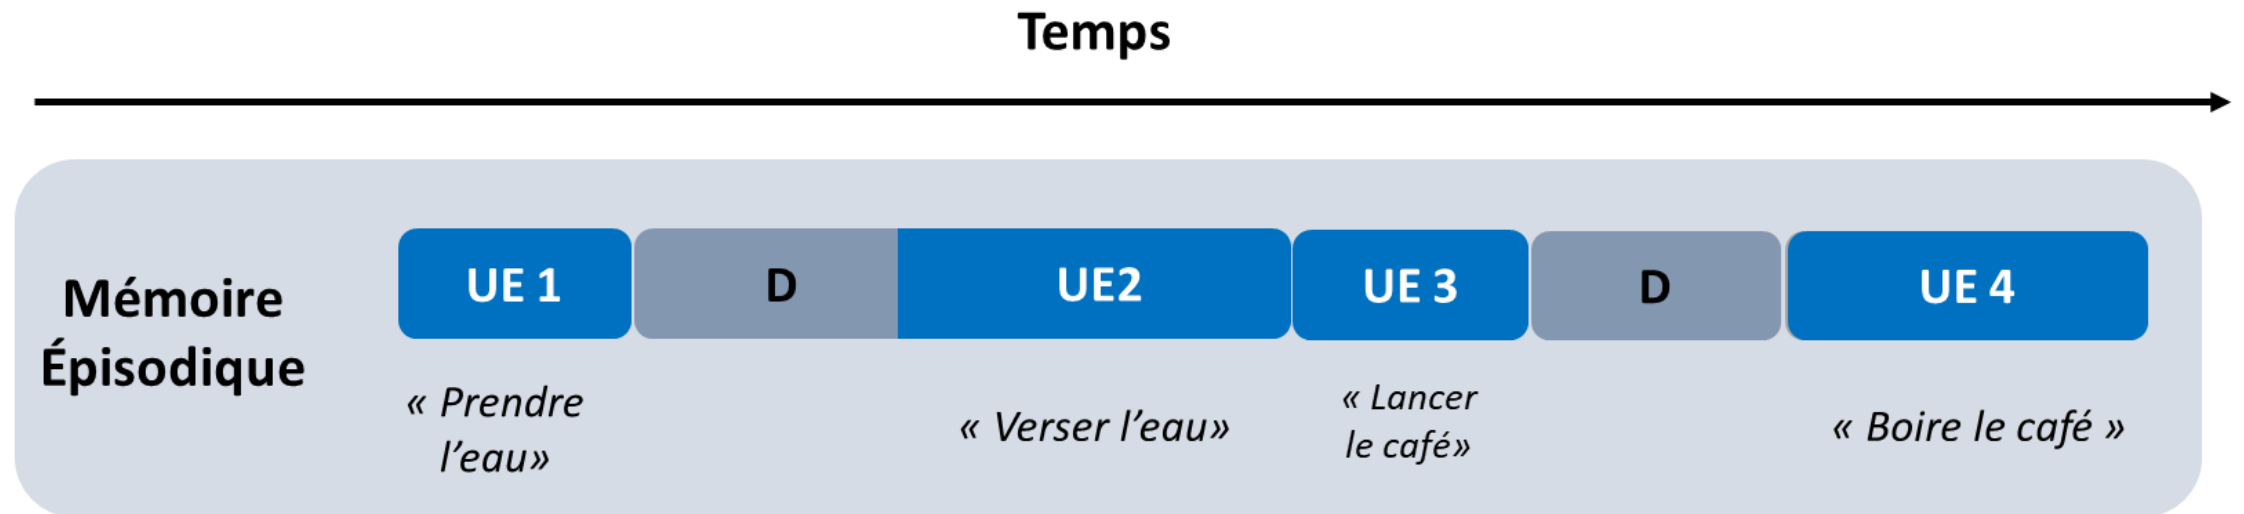 Temps
Mémoire
Épisodique
UE 1
D
UE2
UE 3
D
UE 4
« Prendre
l’eau»
« Verser l’eau»
« Lancer
le café»
« Boire le café »